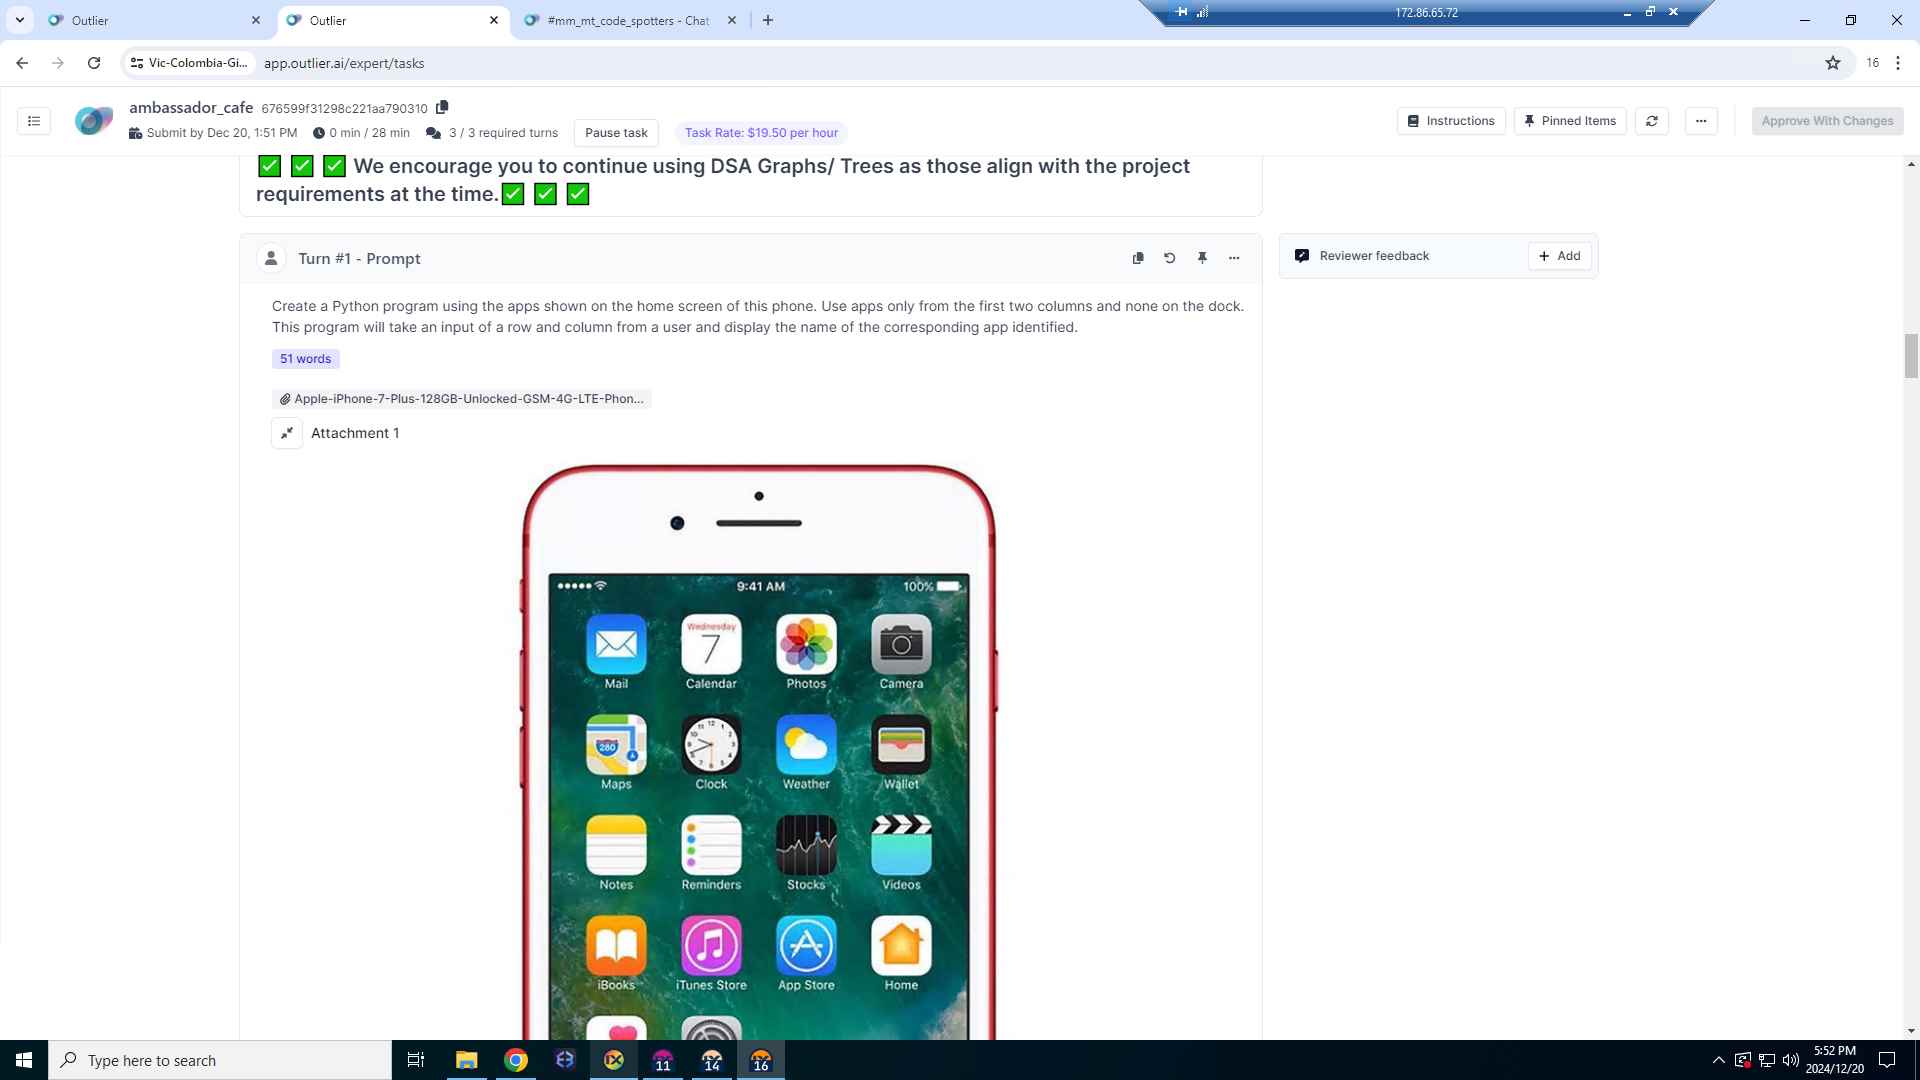 Outlier
Outlier
#mm_mt_code_spotters - Chat
172.86.65.72
Vic-Colombia-Gi...
app.outlier.ai/expert/tasks
16
ambassador_cafe 676599f31298c221aa790310
Submit by Dec 20, 1:51 PM
0 min / 28 min
3 / 3 required turns
Pause task
Task Rate: $19.50 per hour
Instructions
Pinned Items
Approve With Changes
We encourage you to continue using DSA Graphs/ Trees as those align with the project
requirements at the time.
Turn #1 - Prompt
Reviewer feedback
Add
Create a Python program using the apps shown on the home screen of this phone. Use apps only from the first two columns and none on the dock.
This program will take an input of a row and column from a user and display the name of the corresponding app identified.
51 words
Apple-iPhone-7-Plus-128GB-Unlocked-GSM-4G-LTE-Phon...
Attachment 1
9:41 AM
100%
Wednesday
7
Mail
Calendar
Photos
Camera
280
Maps
Clock
Weather
Wallet
Notes
Reminders
Stocks
Videos
iBooks
iTunes Store
App Store
Home
Type here to search
11
14
16
5:52 PM
2024/12/20